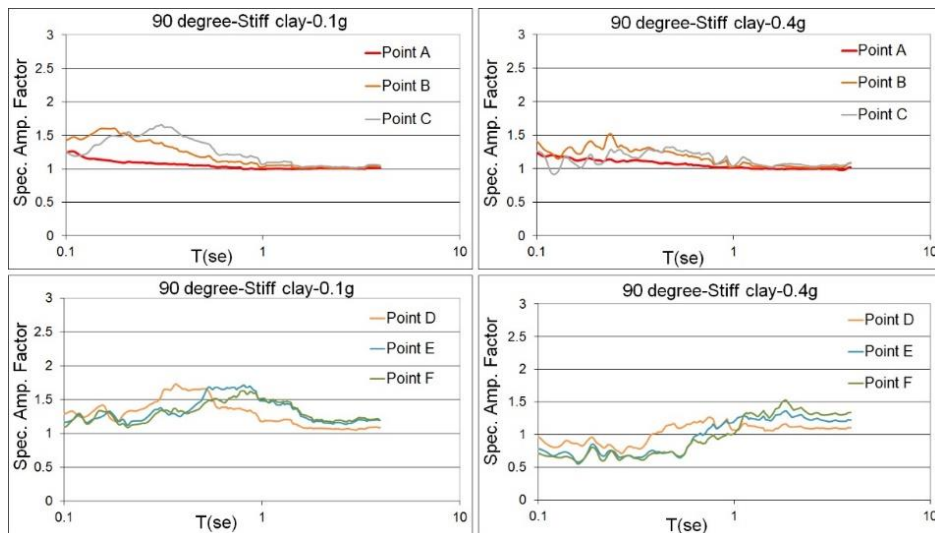 90 degree-Stiff clay-0.1g
Spec. Amp. Factor
3
2.5
2
1.5
1
0.5
0
Point A
Point B
Point C
0.1
1
10
T(se)
90 degree-Stiff clay-0.4g
Spec. Amp. Factor
3
2.5
2
1.5
1
0.5
0
Point A
Point B
Point C
0.1
1
10
T(se)
90 degree-Stiff clay-0.1g
Spec. Amp. Factor
3
2.5
2
1.5
1
0.5
0
Point D
Point E
Point F
0.1
1
10
T(se)
90 degree-Stiff clay-0.4g
Spec. Amp. Factor
3
2.5
2
1.5
1
0.5
0
Point D
Point E
Point F
0.1
1
10
T(se)